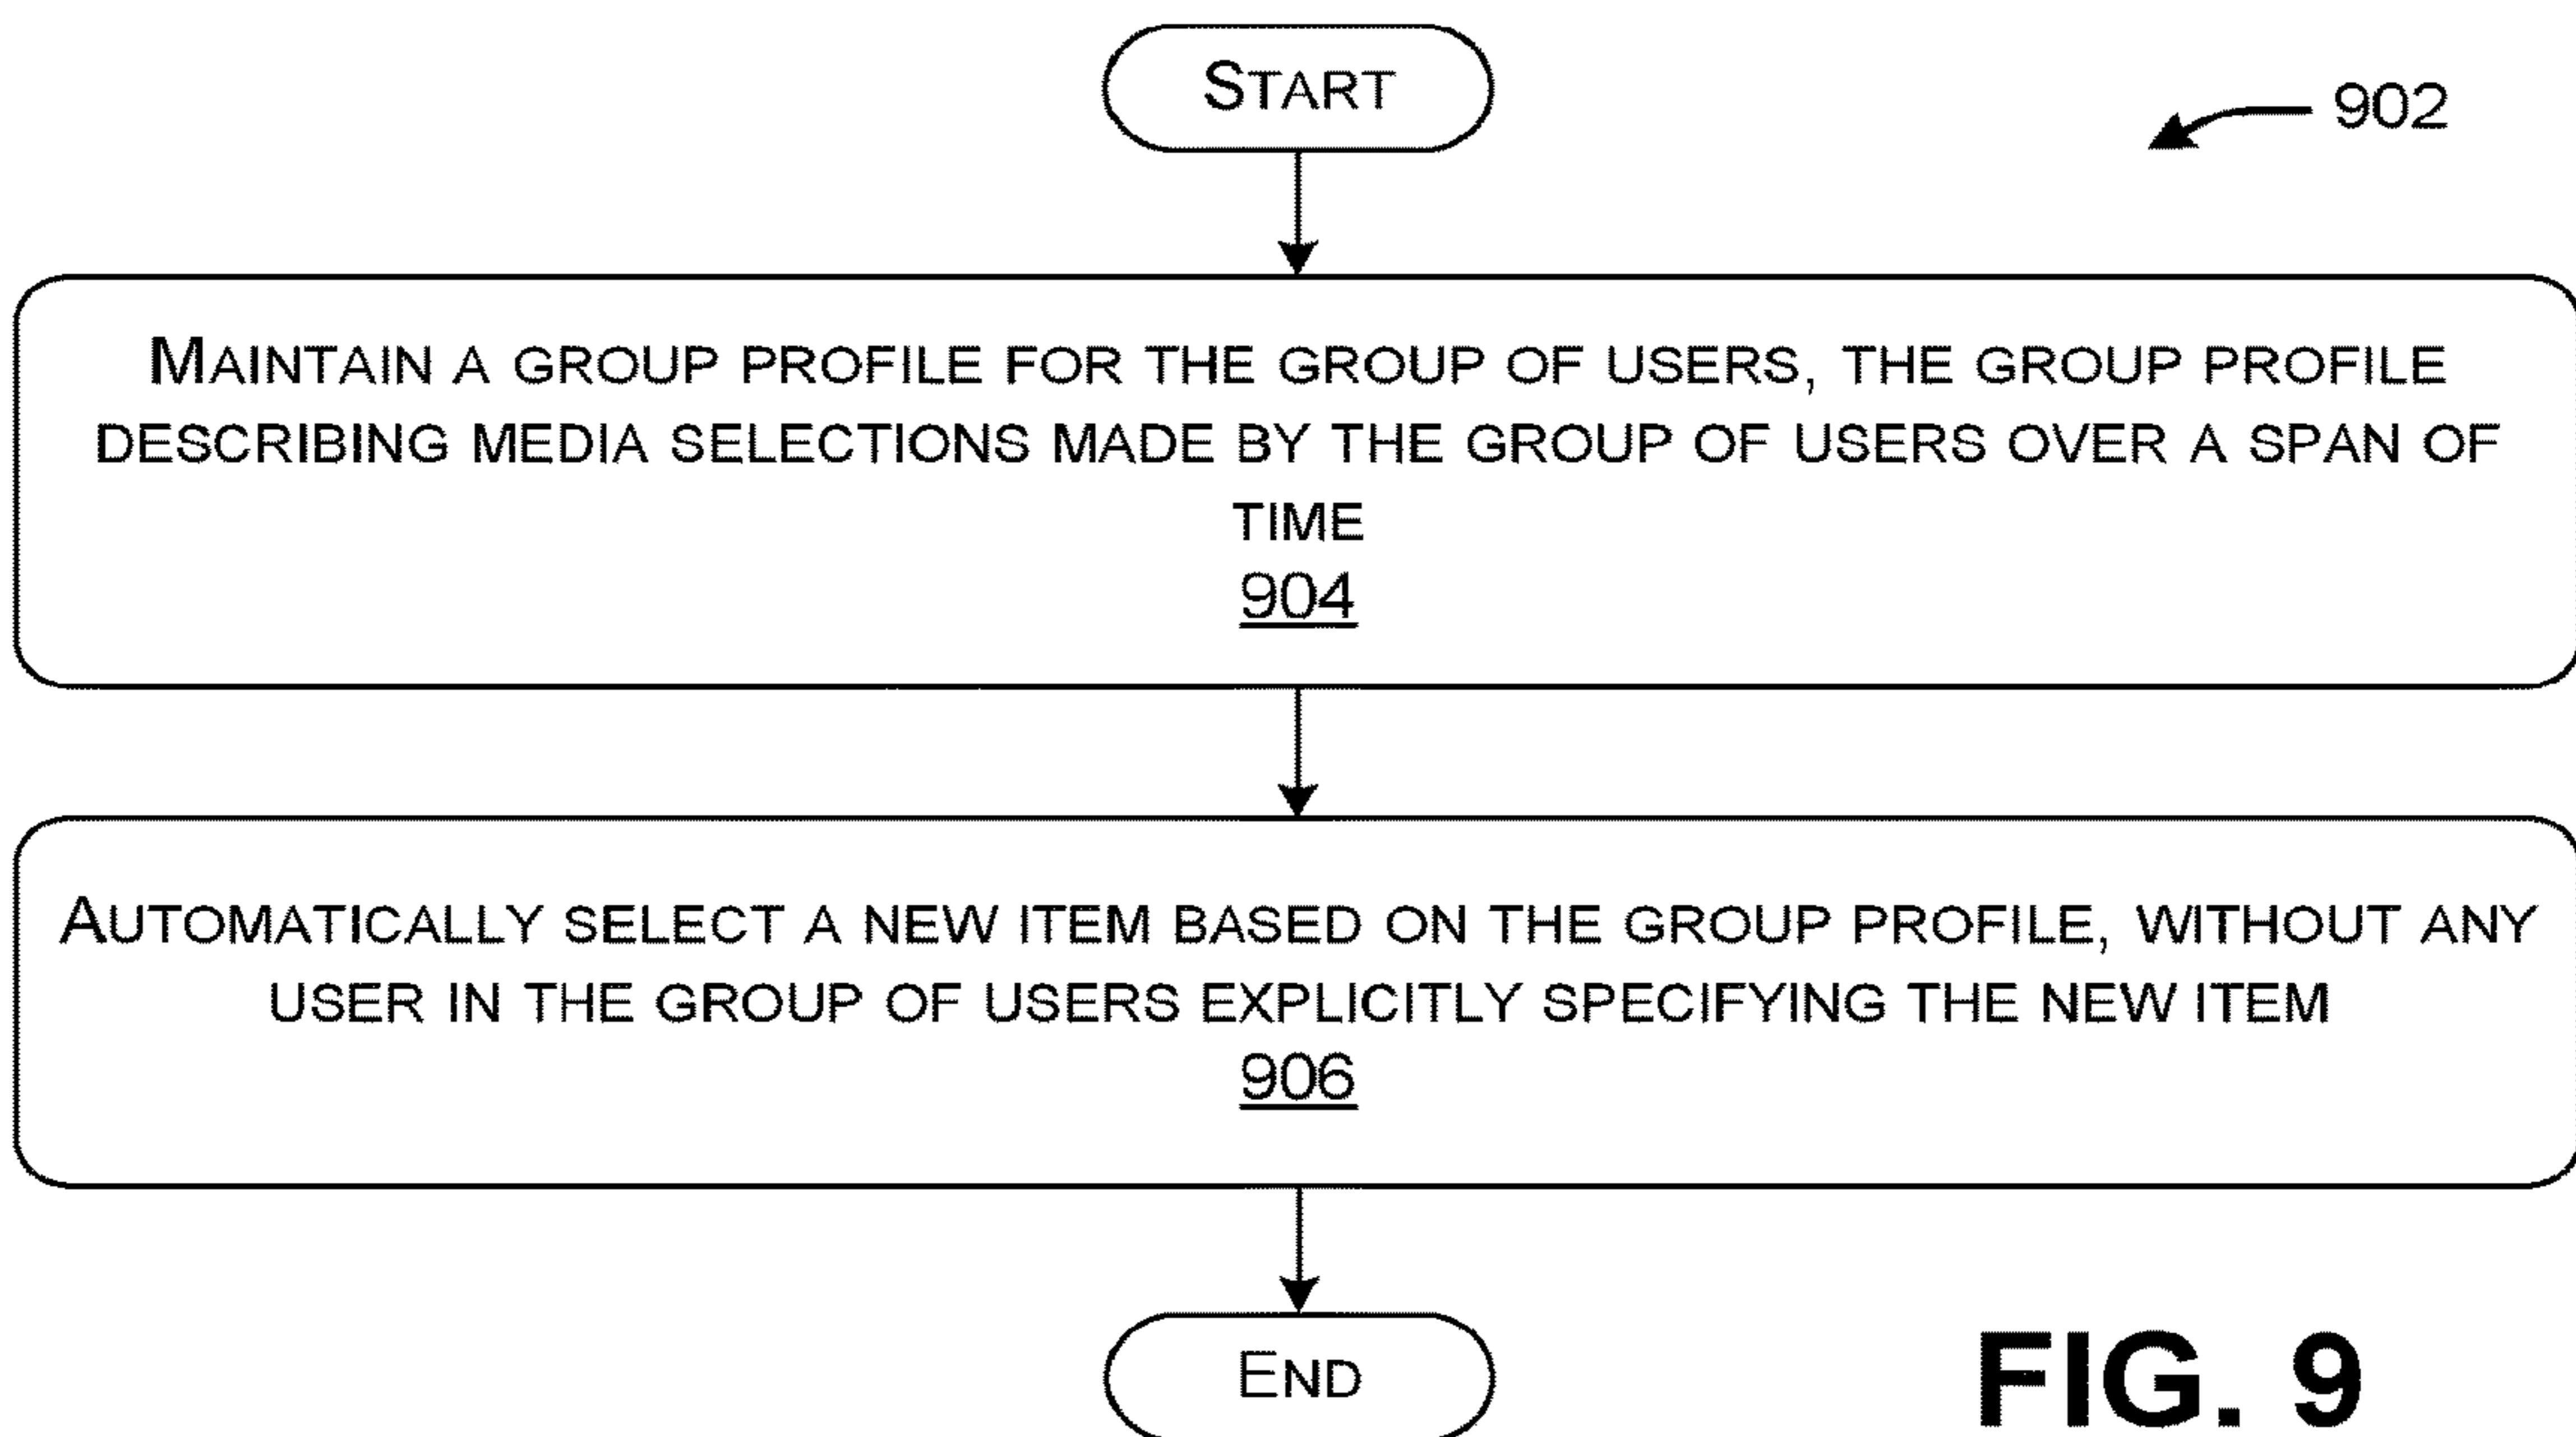 START
902
MAINTAIN A GROUP PROFILE FOR THE GROUP OF USERS, THE GROUP PROFILE
DESCRIBING MEDIA SELECTIONS MADE BY THE GROUP OF USERS OVER A SPAN OF
TIME
904
AUTOMATICALLY SELECT A NEW ITEM BASED ON THE GROUP PROFILE, WITHOUT ANY
USER IN THE GROUP OF USERS EXPLICITLY SPECIFYING THE NEW ITEM
906
END
FIG. 9